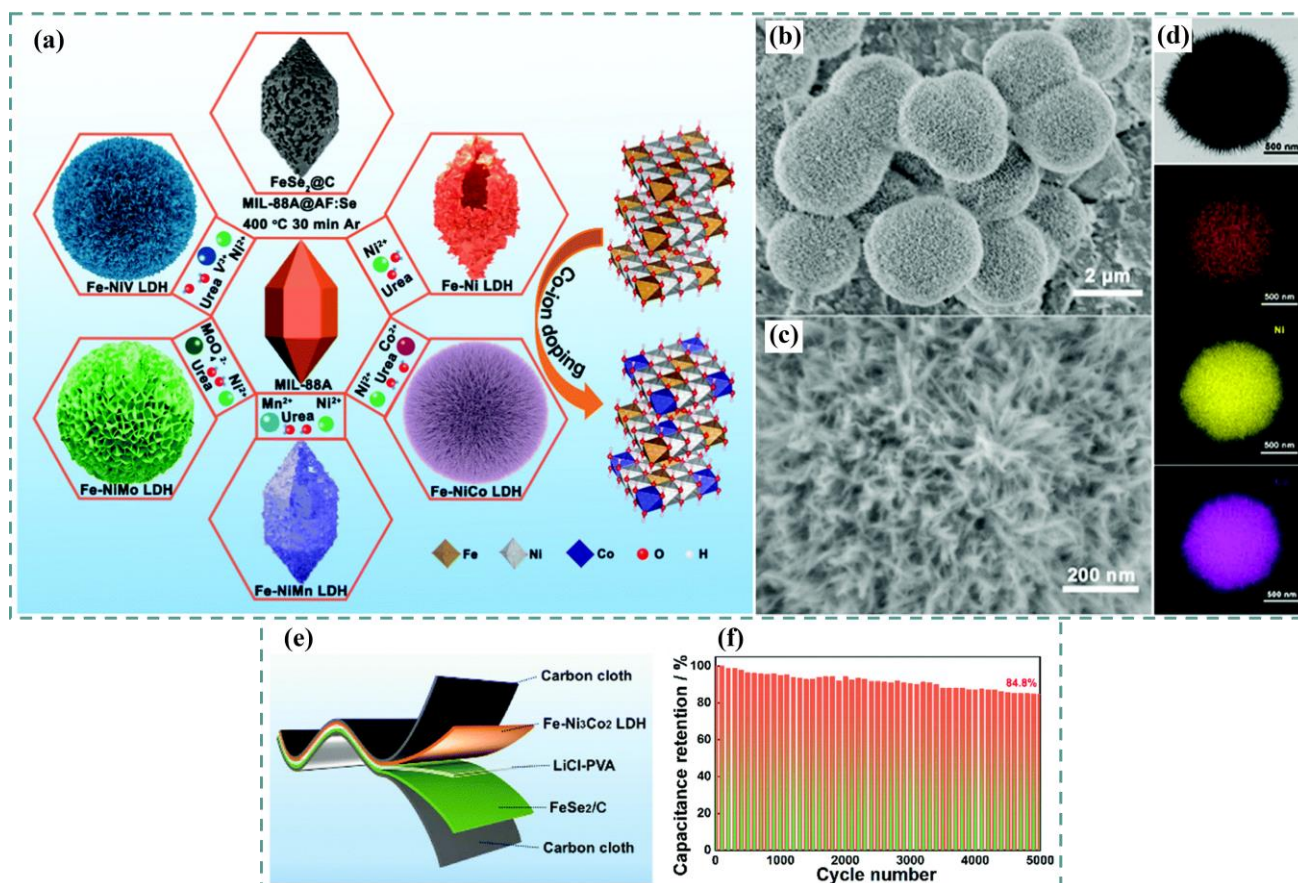 (a)
FeSe2@C
MIL-88A@AF:Se
400 °C 30 min Ar
Fe-NiV LDH
Ni2+
V3+
Urea
Ni2+
Urea
Fe-Ni LDH
Co-ion doping
MIL-88A
MoO 2-
Urea
Ni2+
Co2+
Urea
Ni2+
Mn2+ Ni2+
Urea
Fe-NiMo LDH
Fe-NiCo LDH
Fe-NiMn LDH
Fe Ni Co O H
(b)
2 μm
(c)
200 nm
(d)
500 nm
500 nm
Ni
500 nm
500 nm
(e)
Carbon cloth
Fe-Ni3Co2 LDH
LiCl-PVA
FeSe2/C
Carbon cloth
(f)
Capacitance retention / %
100
80
60
40
20
0
84.8%
0 1000 2000 3000 4000 5000
Cycle number